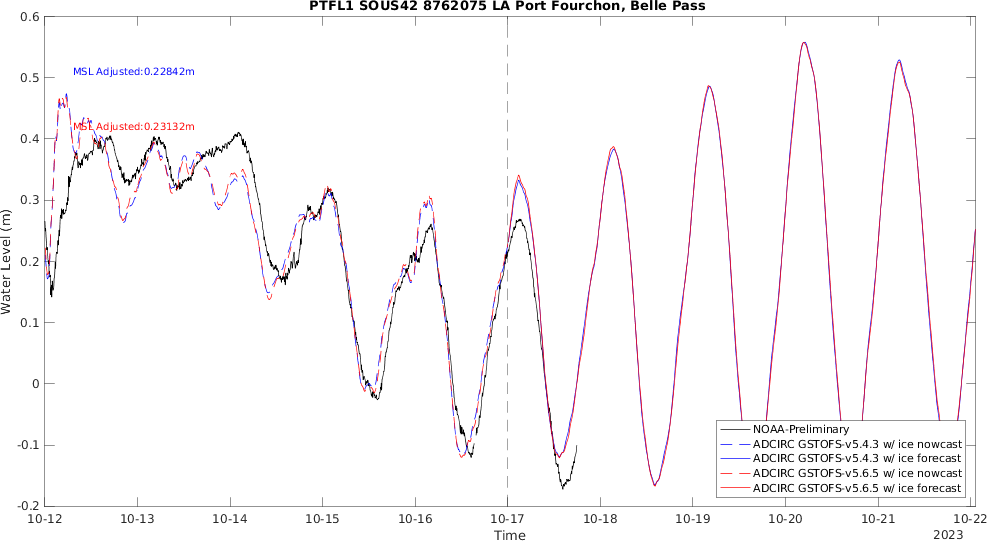 PTFL1 SOUS42 8762075 LA Port Fourchon, Belle Pass
0.6
0.5
0.4
0.3
0.2
0.1
0
-0.1
-0.2
Water Level (m)
MSL Adjusted:0.22842m
MSL Adjusted:0.23132m
NOAA-Preliminary
ADCIRC GSTOFS-v5.4.3 w/ ice nowcast
ADCIRC GSTOFS-v5.4.3 w/ ice forecast
ADCIRC GSTOFS-v5.6.5 w/ ice nowcast
ADCIRC GSTOFS-v5.6.5 w/ ice forecast
10-12 10-13 10-14 10-15 10-16 10-17 10-18 10-19 10-20 10-21 10-22
Time
2023